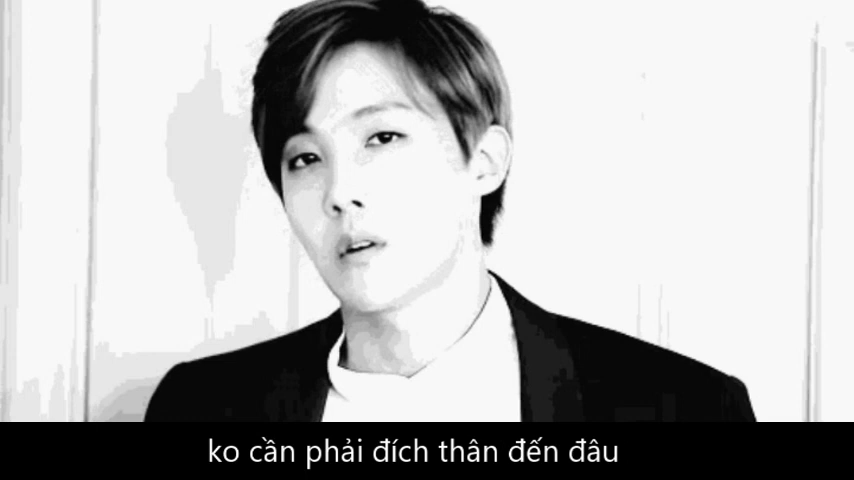 ko cần phải đích thân đến đâu